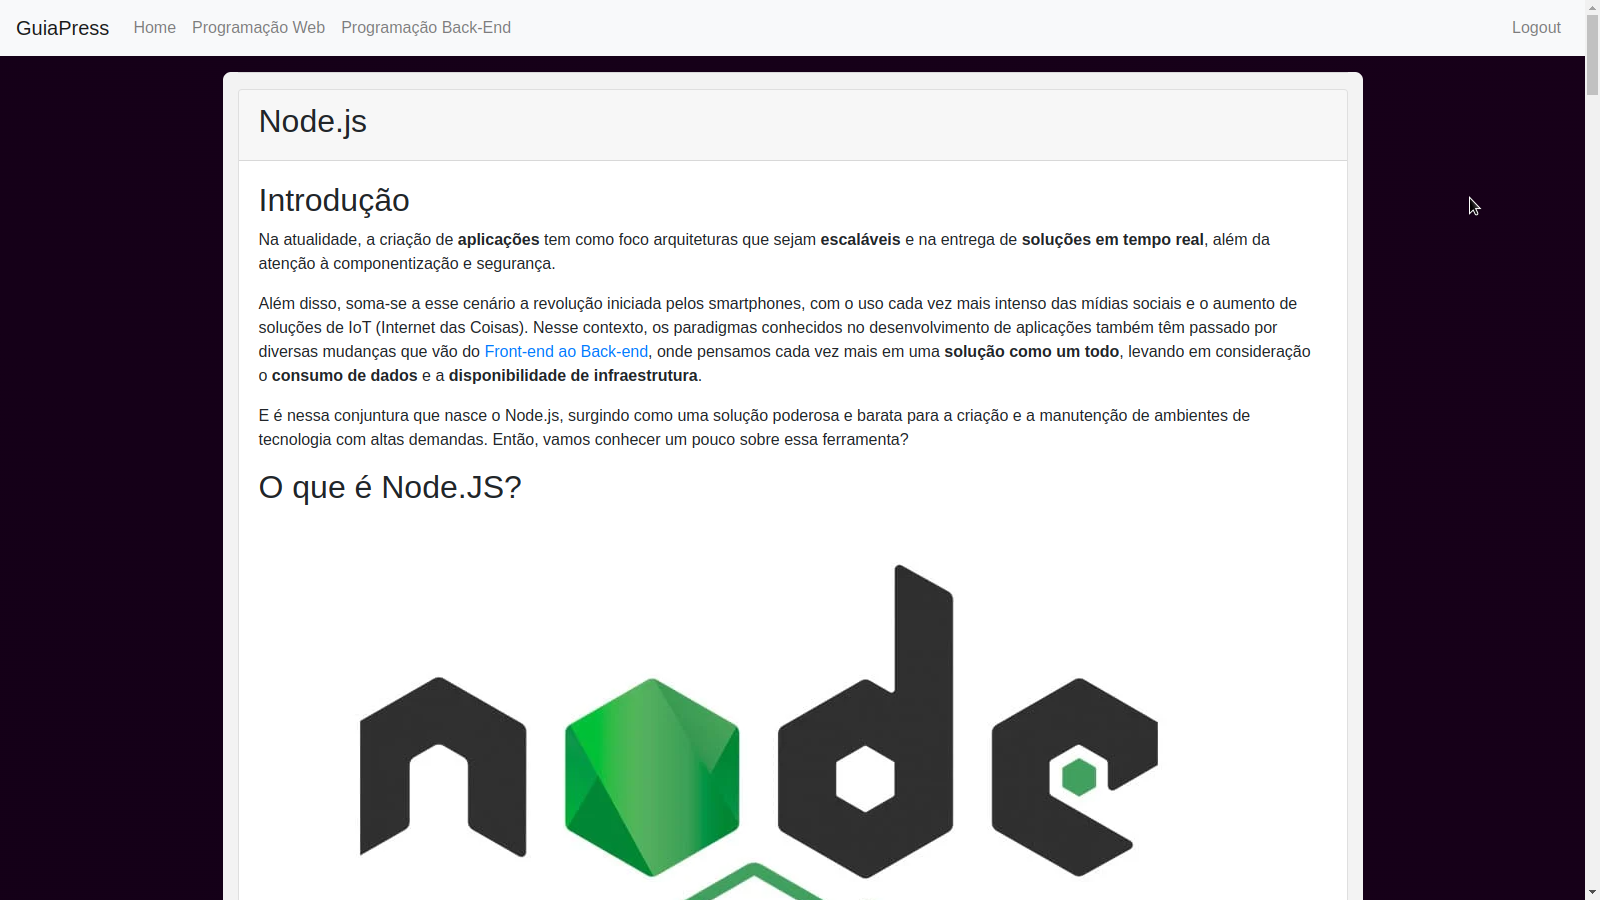 GuiaPress Home Programação Web Programação Back-End Logout
Node.js
Introdução
Na atualidade, a criação de aplicações tem como foco arquiteturas que sejam escaláveis e na entrega de soluções em tempo real, além da
atenção à componentização e segurança.
Além disso, soma-se a esse cenário a revolução iniciada pelos smartphones, com o uso cada vez mais intenso das mídias sociais e o aumento de
soluções de IoT (Internet das Coisas). Nesse contexto, os paradigmas conhecidos no desenvolvimento de aplicações também têm passado por
diversas mudanças que vão do Front-end ao Back-end, onde pensamos cada vez mais em uma solução como um todo, levando em consideração
o consumo de dados e a disponibilidade de infraestrutura.
E é nessa conjuntura que nasce o Node.js, surgindo como uma solução poderosa e barata para a criação e a manutenção de ambientes de
tecnologia com altas demandas. Então, vamos conhecer um pouco sobre essa ferramenta?
O que é Node.JS?
node